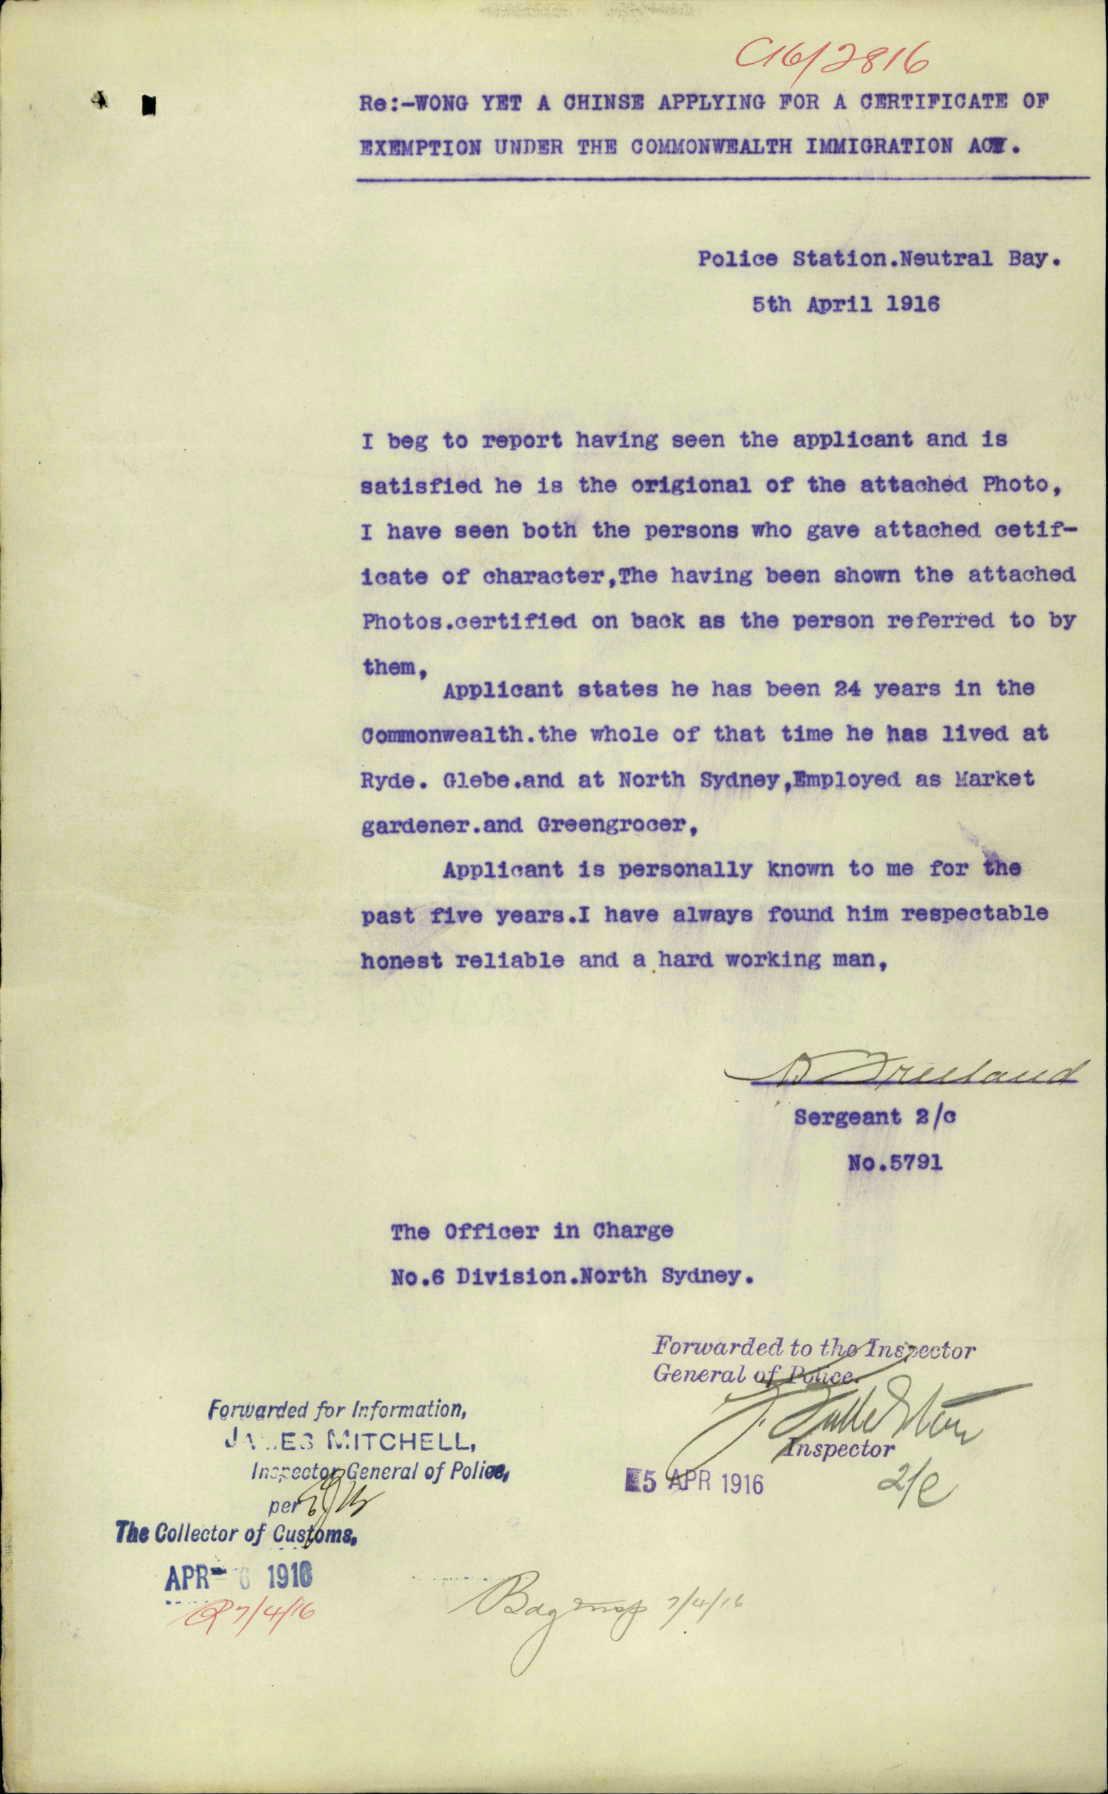 C16/2816
Re:-WONG YET A CHINSE APPLYING FOR A CERTIFICATE OF
EXEMPTION UNDER THE COMMONWEALTH IMMIGRATION ACT.
Police Station.Neutral Bay.
5th April 1916
I beg to report having seen the applicant and is
satisfied he is the origional of the attached Photo,
I have seen both the persons who gave attached cetif-
icate of character,The having been shown the attached
Photos.certified on back as the person referred to by
them,
Applicant states he has been 24 years in the
Commonwealth.the whole of that time he has lived at
Ryde. Glebe.and at North Sydney,Employed as Market
gardener.and Greengrocer,
Applicant is personally known to me for the
past five years.I have always found him respectable
honest reliable and a hard working man,
Sergeant 2/c
No.5791
The Officer in Charge
No.6 Division.North Sydney.
Forwarded to the Inspector
General of Police.
Inspector
5 APR 1916
Forwarded for Information,
JAMES MITCHELL,
Inspector General of Police,
per
The Collector of Customs,
APR 6 1916
7/4/16
7/4/16